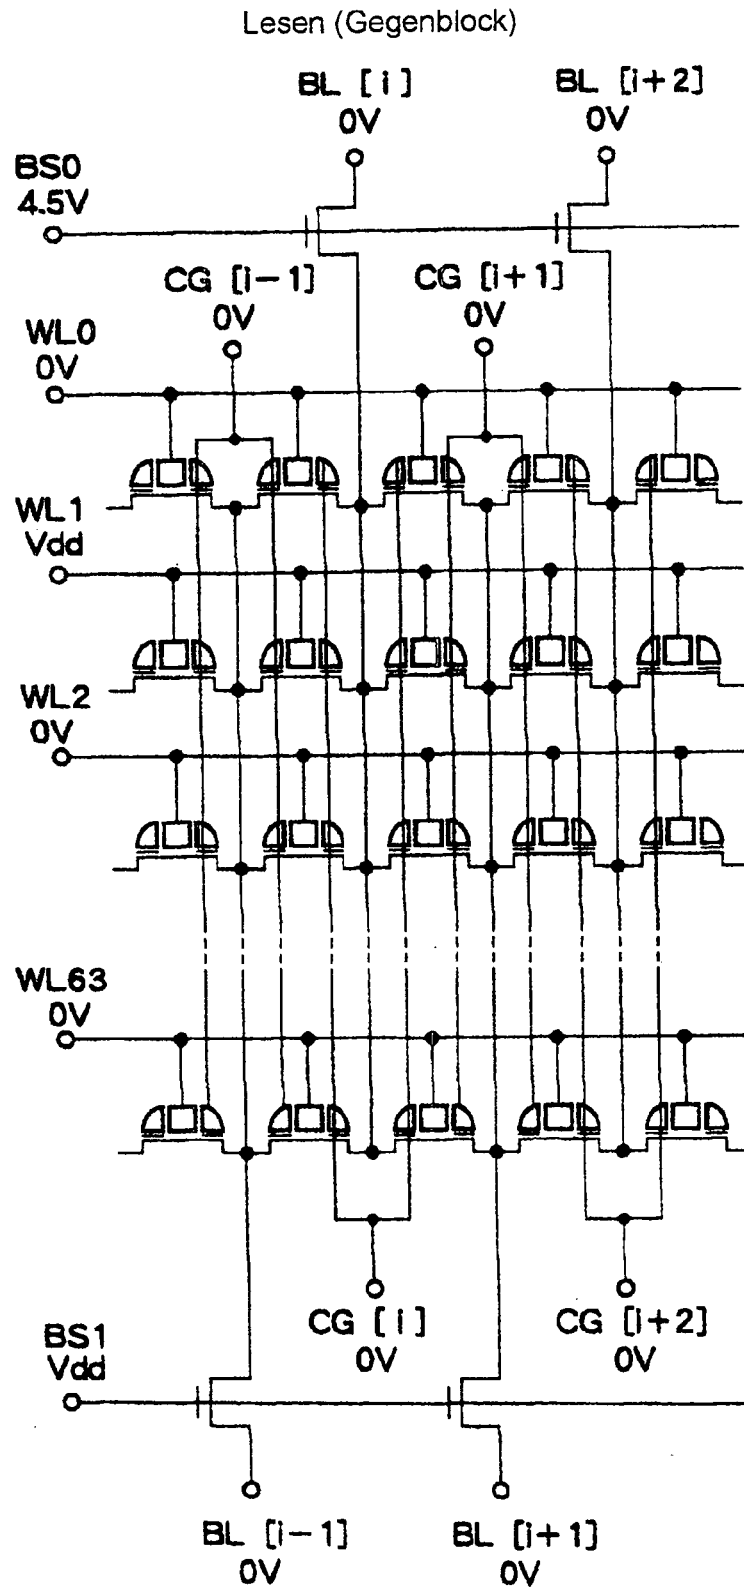 Lesen (Gegenblock)
BL [i]
0V
BL [i+2]
0V
BS0
4.5V
CG [i-1]
0V
CG [i+1]
0V
WL0
0V
WL1
Vdd
WL2
0V
WL63
0V
CG [i]
0V
CG [i+2]
0V
BS1
Vdd
BL [i-1]
0V
BL [i+1]
0V